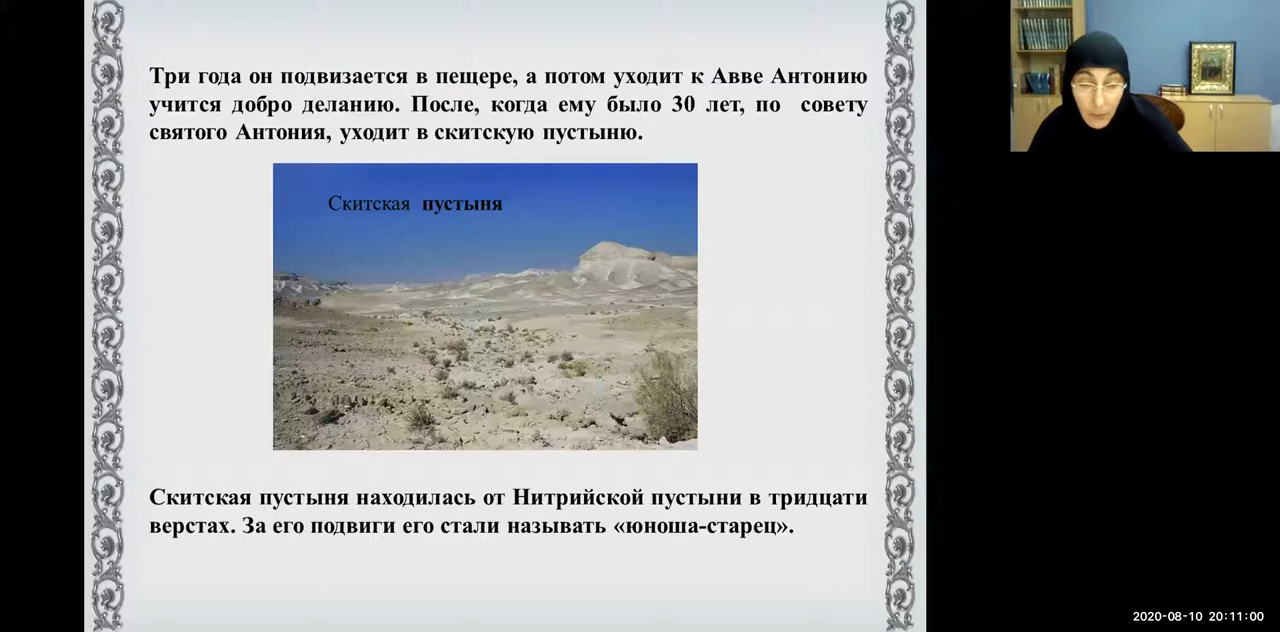 Три года он подвизается в пещере, а потом уходит к Авве Антонию
учится добро деланию. После, когда ему было 30 лет, по совету
святого Антония, уходит в скитскую пустыню.
Скитская пустыня
Скитская пустыня находилась от Нитрийской пустыни в тридцати
верстах. За его подвиги его стали называть «юноша-старец».
2020-08-10 20:11:00